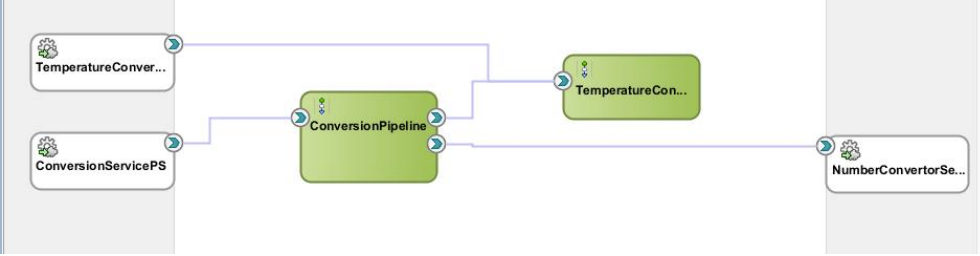 TemperatureConver...
TemperatureCon...
ConversionPipeline
ConversionServicePS
NumberConvertorSe...